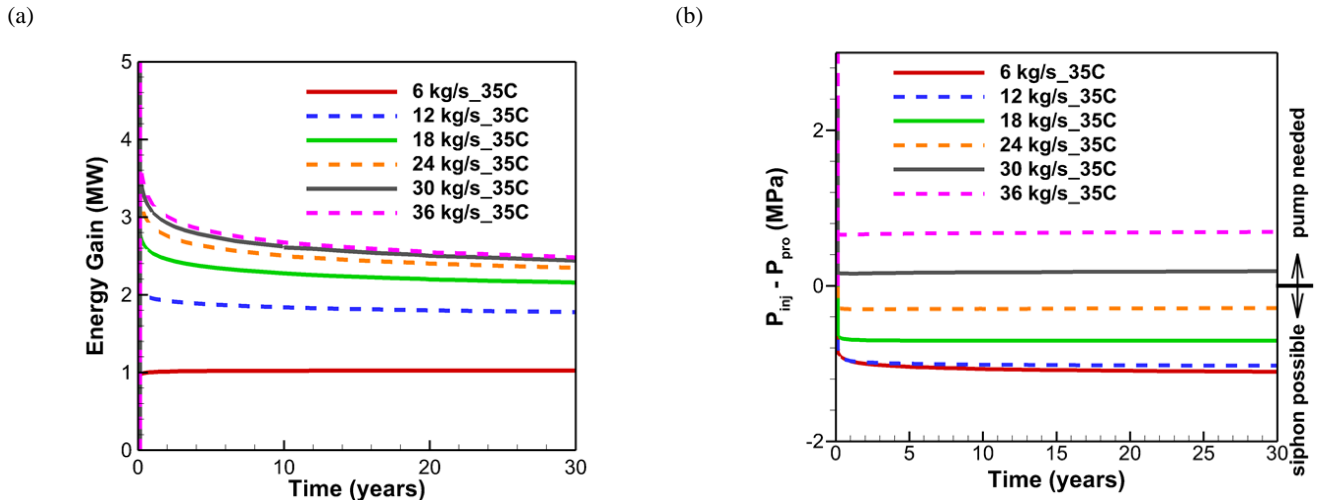 (a)
(b)
5
4
3
2
1
0
Energy Gain (MW)
6 kg/s_35C
12 kg/s_35C
18 kg/s_35C
24 kg/s_35C
30 kg/s_35C
36 kg/s_35C
0
10
20
30
Time (years)
2
0
-2
P_inj - P_pro (MPa)
6 kg/s_35C
12 kg/s_35C
18 kg/s_35C
24 kg/s_35C
30 kg/s_35C
36 kg/s_35C
0
5
10
15
20
25
30
Time (years)
pump needed
siphon possible